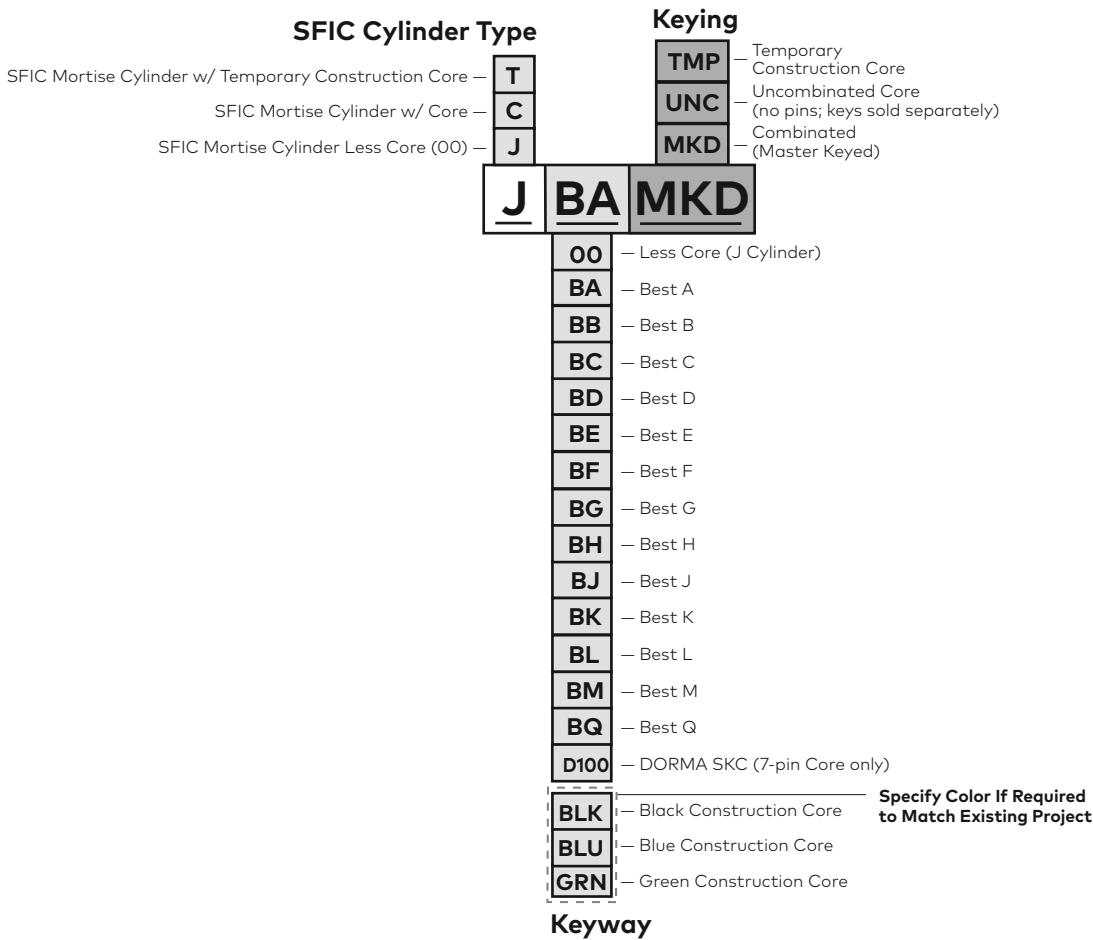 SFIC Cylinder Type
Keying
SFIC Mortise Cylinder w/ Temporary Construction Core – T
SFIC Mortise Cylinder w/ Core – C
SFIC Mortise Cylinder Less Core (00) – J
TMP – Temporary
Construction Core
UNC – Uncombinated Core
(no pins; keys sold separately)
MKD – Combinated
(Master Keyed)
J BA MKD
00 – Less Core (J Cylinder)
BA – Best A
BB – Best B
BC – Best C
BD – Best D
BE – Best E
BF – Best F
BG – Best G
BH – Best H
BJ – Best J
BK – Best K
BL – Best L
BM – Best M
BQ – Best Q
D100 – DORMA SKC (7-pin Core only)
BLK – Black Construction Core
Specify Color If Required
to Match Existing Project
BLU – Blue Construction Core
GRN – Green Construction Core
Keyway